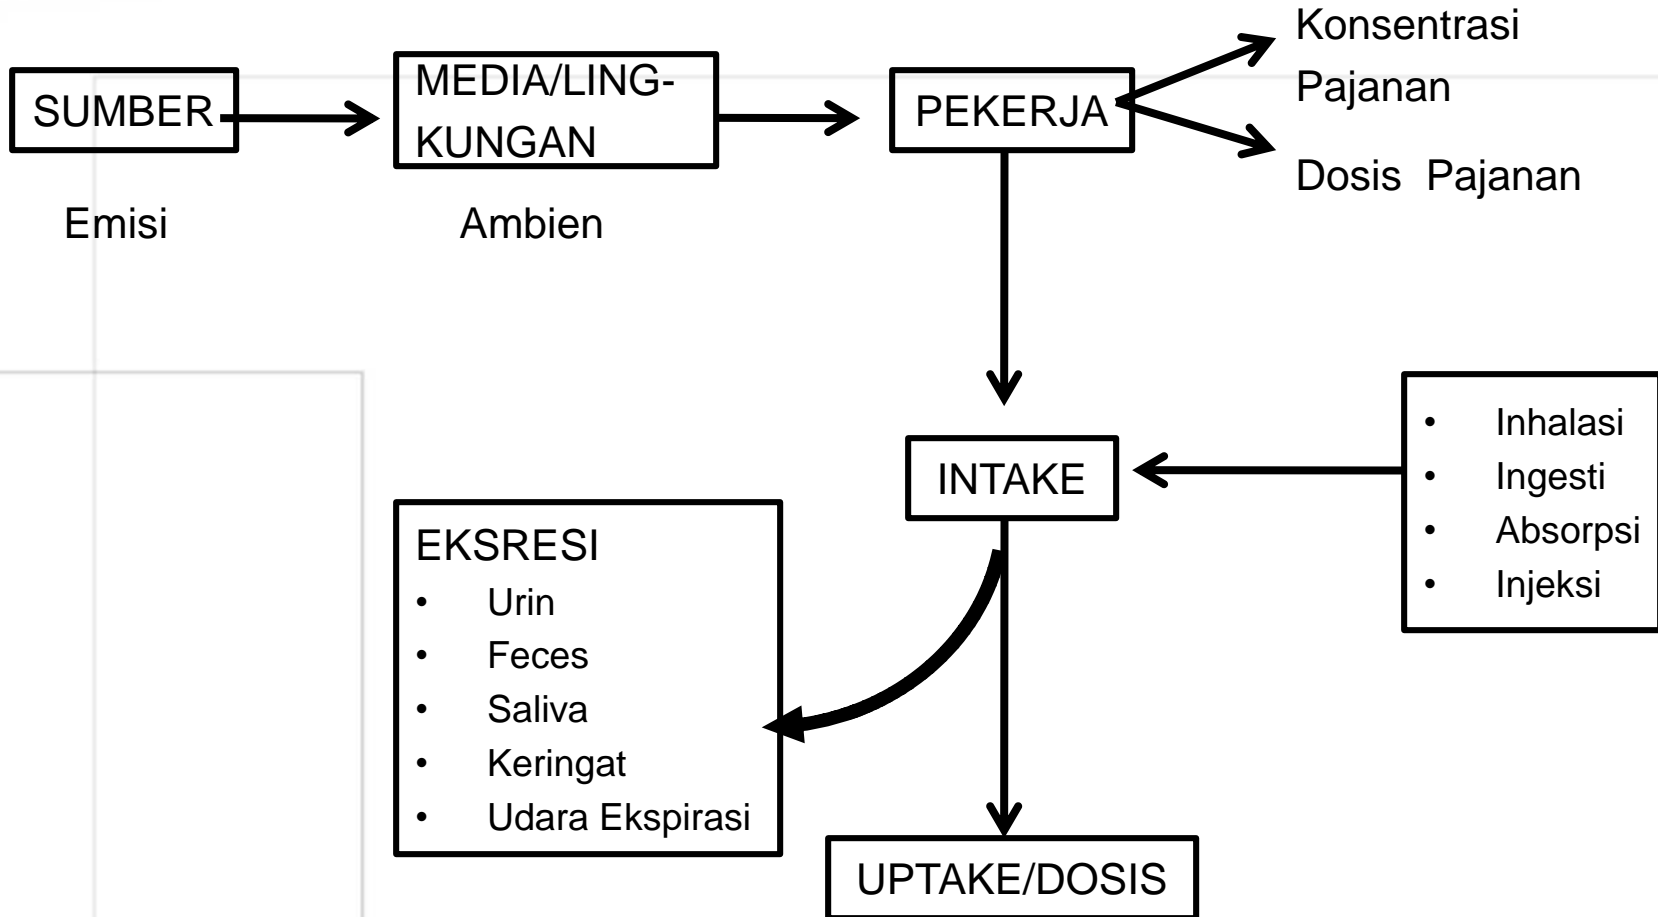 SUMBER
Emisi
MEDIA/LING-
KUNGAN
Ambien
PEKERJA
Konsentrasi
Pajanan
Dosis Pajanan
INTAKE
• Inhalasi
• Ingesti
• Absorpsi
• Injeksi
EKSRESI
• Urin
• Feces
• Saliva
• Keringat
• Udara Ekspirasi
UPTAKE/DOSIS